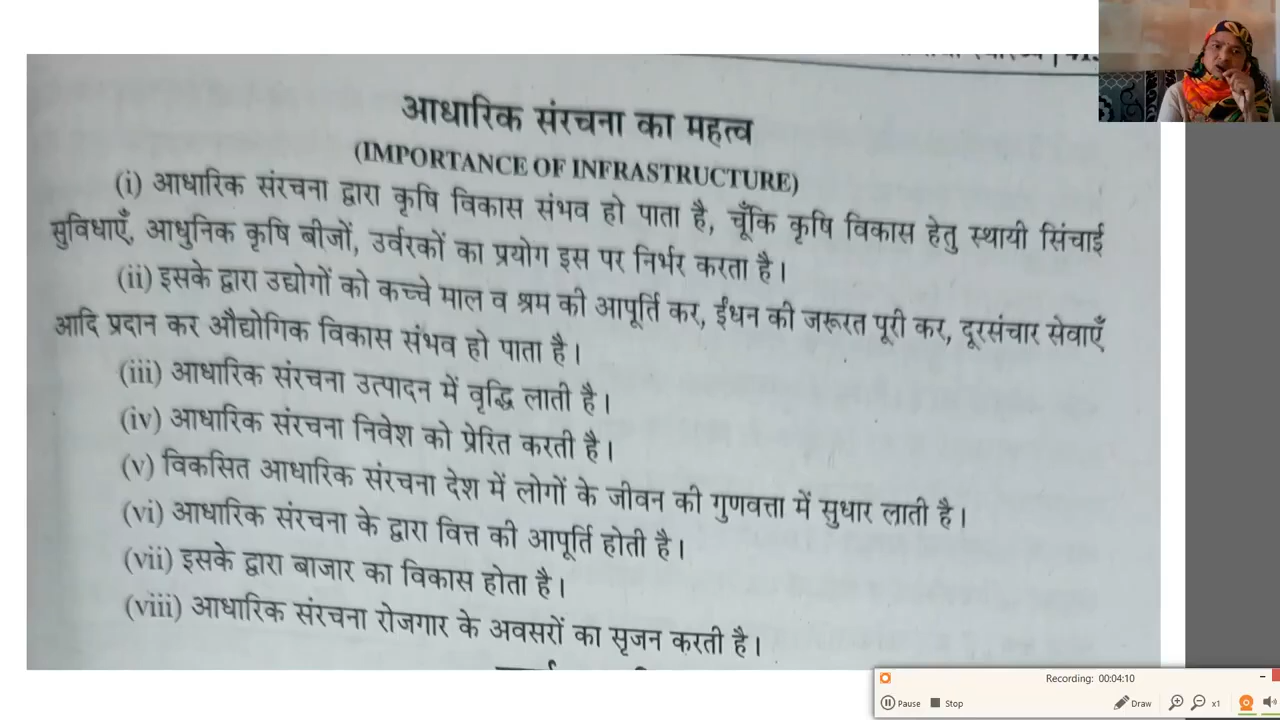 आधारिक संरचना का महत्व
(IMPORTANCE OF INFRASTRUCTURE)
(i) आधारिक संरचना द्वारा कृषि विकास संभव हो पाता है, चूँकि कृषि विकास हेतु स्थायी सिंचाई
सुविधाएँ, आधुनिक कृषि बीजों, उर्वरकों का प्रयोग इस पर निर्भर करता है।
(ii) इसके द्वारा उद्योगों को कच्चे माल व श्रम की आपूर्ति कर, ईंधन की जरूरत पूरी कर, दूरसंचार सेवाएँ
आदि प्रदान कर औद्योगिक विकास संभव हो पाता है।
(iii) आधारिक संरचना उत्पादन में वृद्धि लाती है।
(iv) आधारिक संरचना निवेश को प्रेरित करती है।
(v) विकसित आधारिक संरचना देश में लोगों के जीवन की गुणवत्ता में सुधार लाती है।
(vi) आधारिक संरचना के द्वारा वित्त की आपूर्ति होती है।
(vii) इसके द्वारा बाजार का विकास होता है।
(viii) आधारिक संरचना रोजगार के अवसरों का सृजन करती है।
Recording: 00:04:10
Pause Stop Draw x1